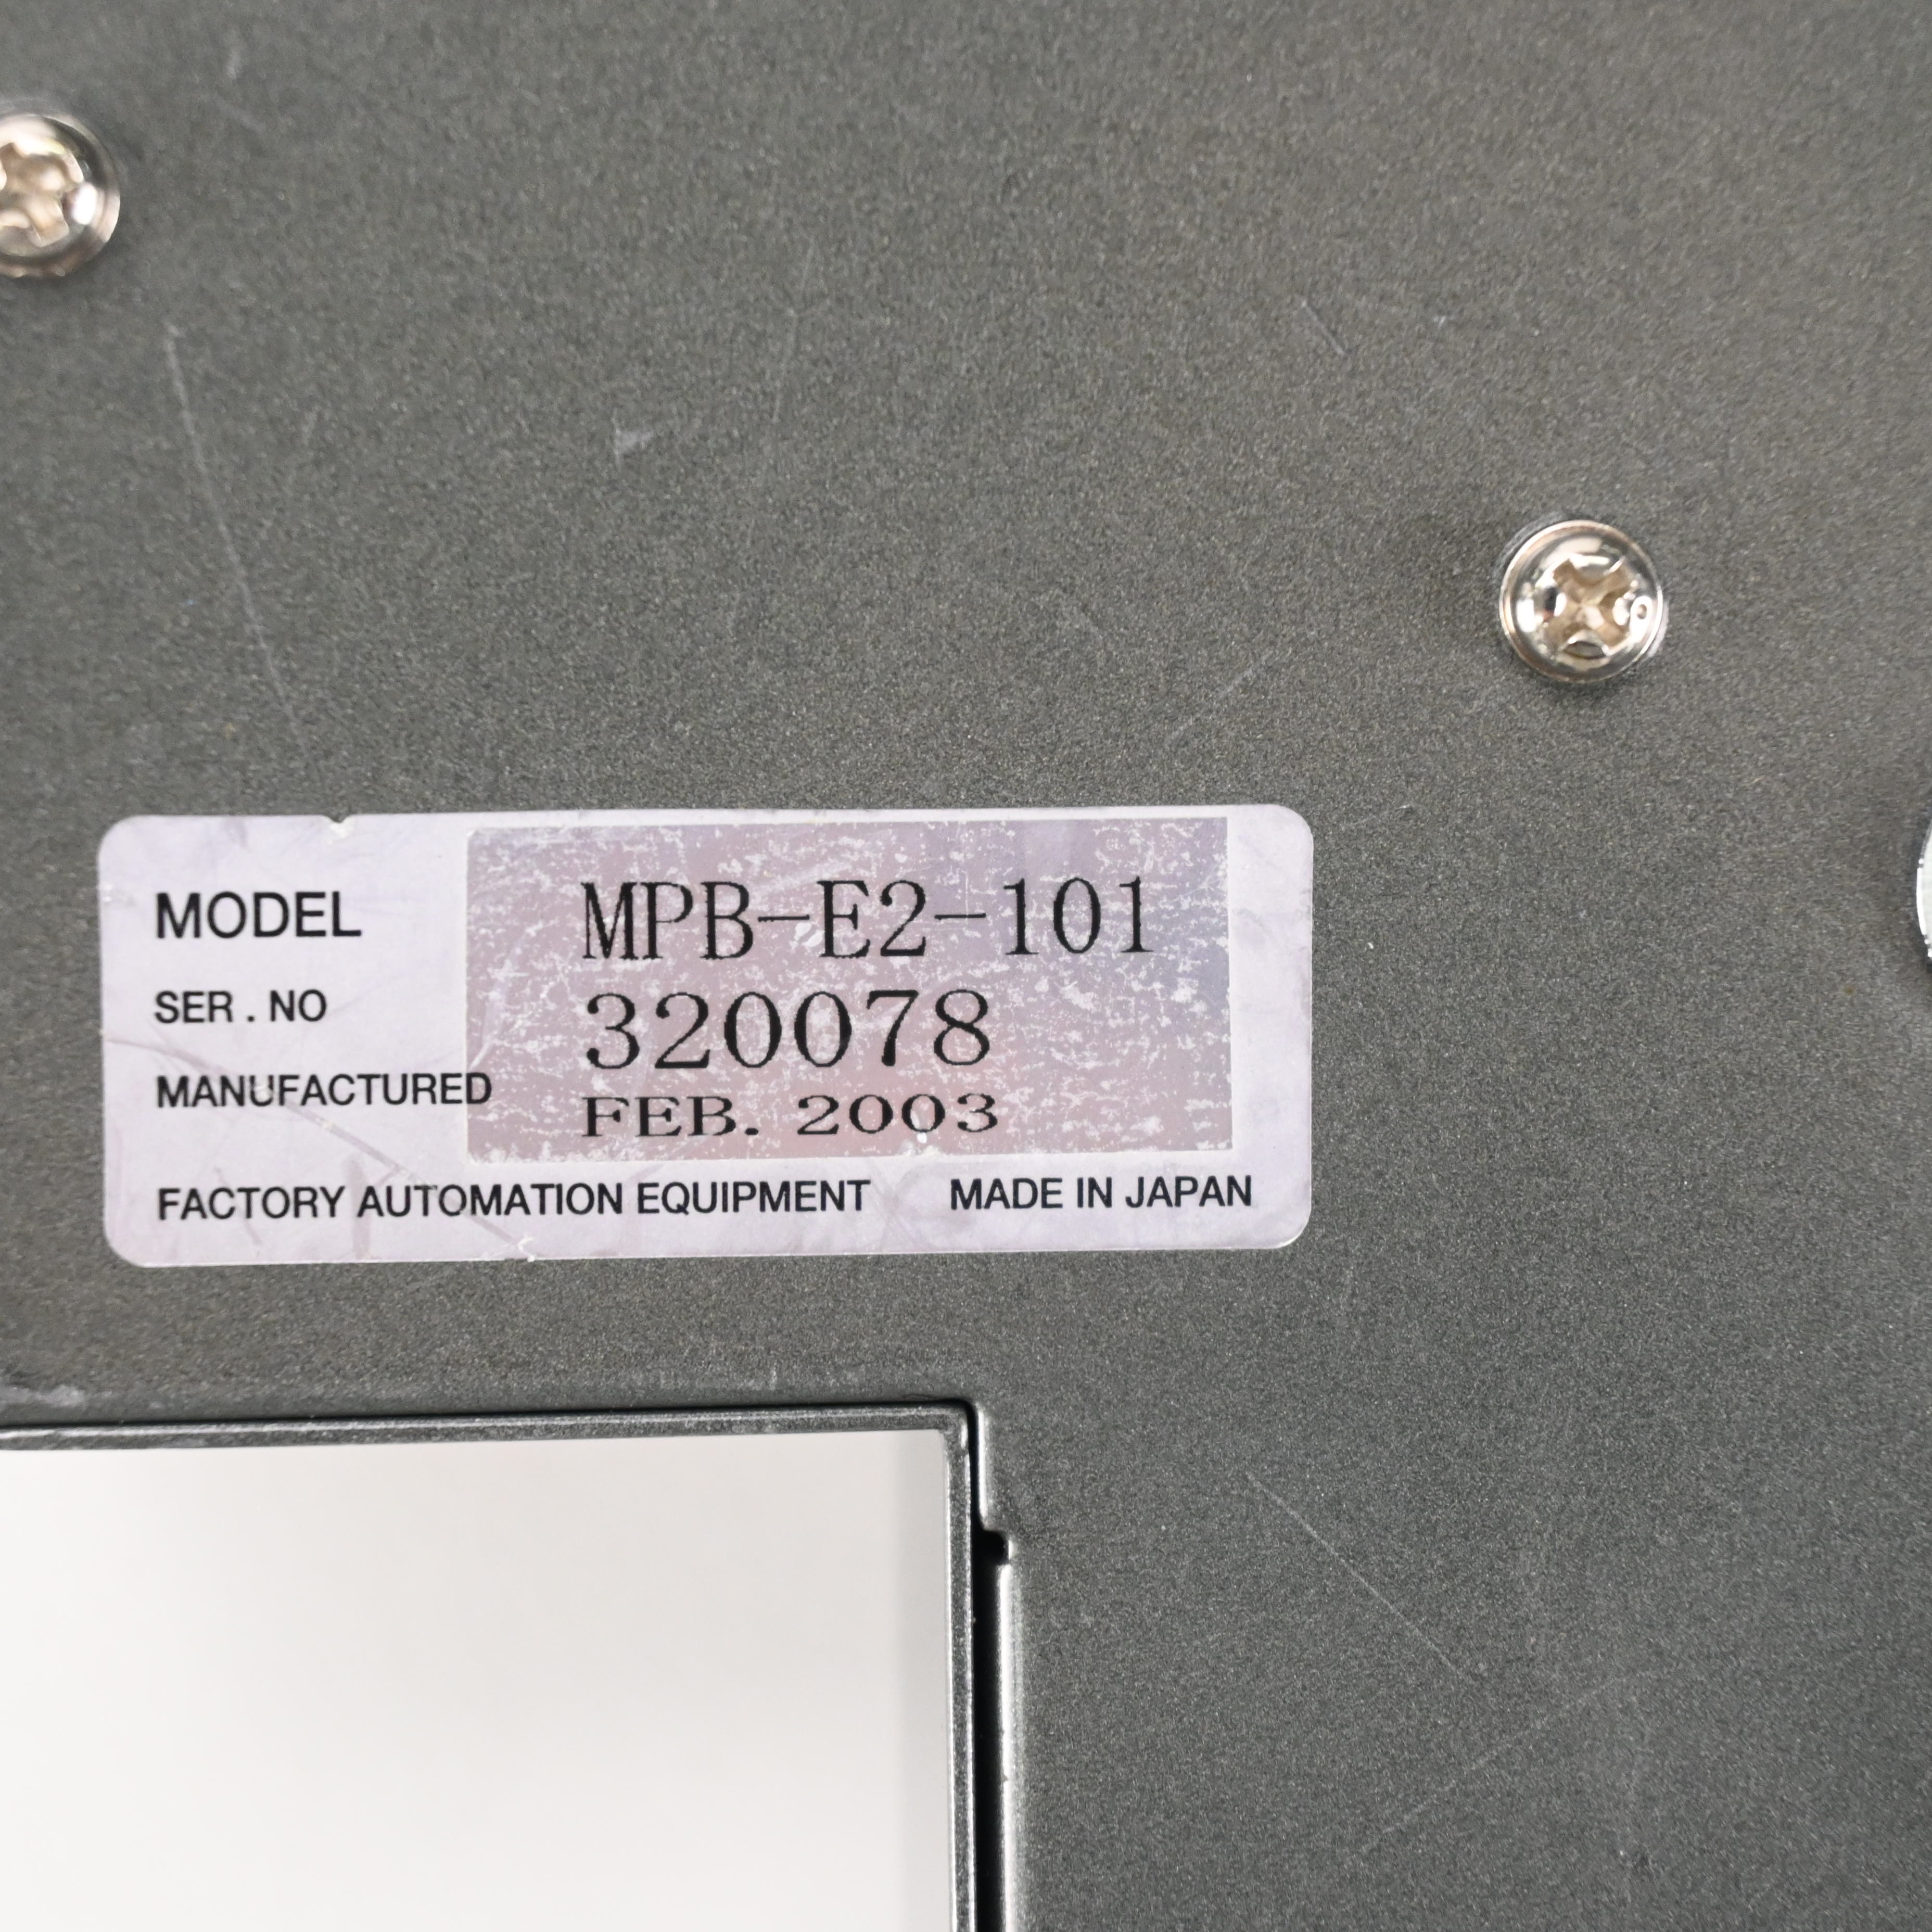 MODEL MPB-E2-101
SER . NO 320078
MANUFACTURED FEB. 2003
FACTORY AUTOMATION EQUIPMENT MADE IN JAPAN